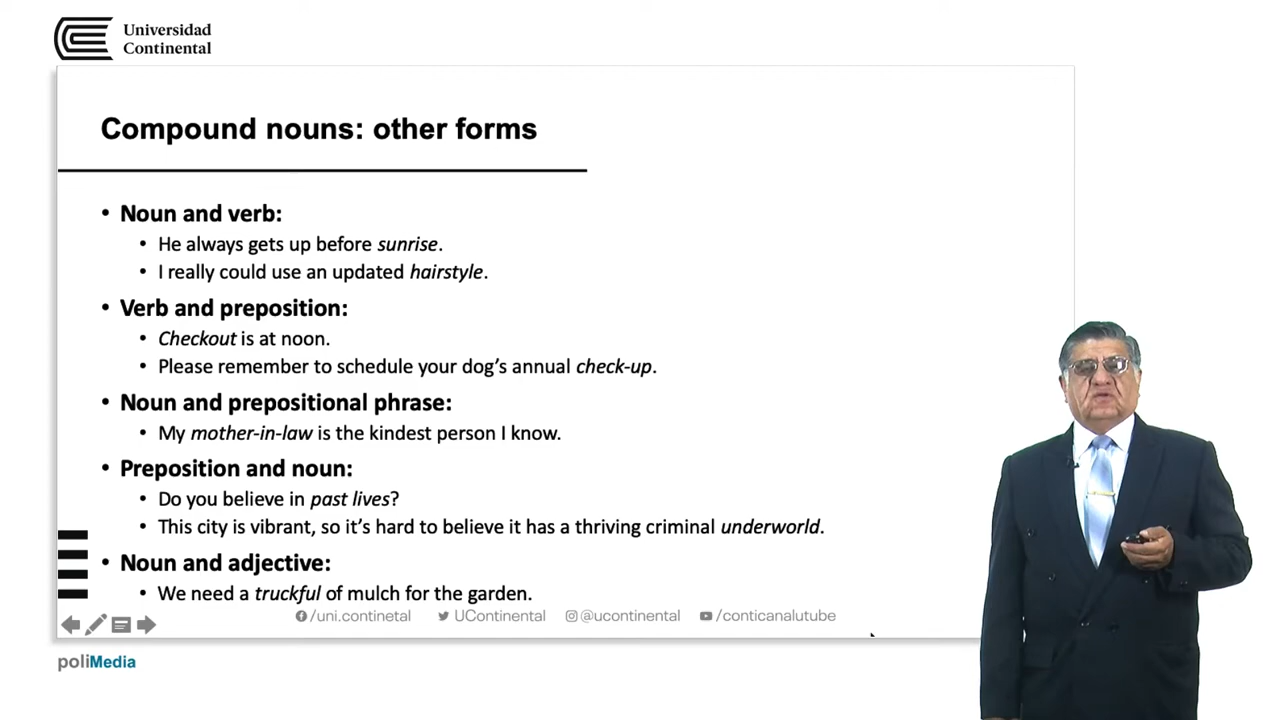 Universidad
Continental
Compound nouns: other forms
• Noun and verb:
• He always gets up before sunrise.
• I really could use an updated hairstyle.
• Verb and preposition:
• Checkout is at noon.
• Please remember to schedule your dog's annual check-up.
• Noun and prepositional phrase:
• My mother-in-law is the kindest person I know.
• Preposition and noun:
• Do you believe in past lives?
• This city is vibrant, so it's hard to believe it has a thriving criminal underworld.
• Noun and adjective:
• We need a truckful of mulch for the garden.
/uni.continetal UContinental @ucontinental /conticanalutube
poliMedia